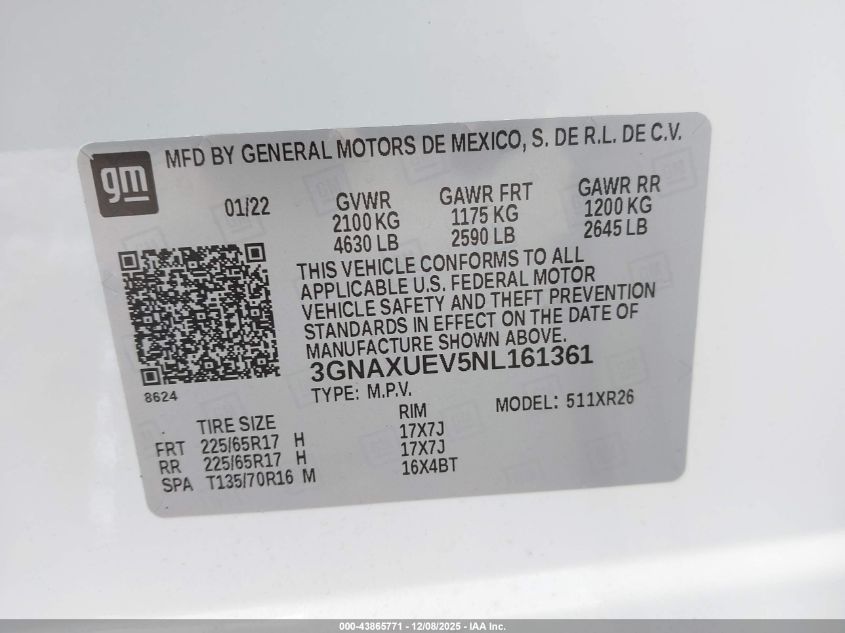 gm
MFD BY GENERAL MOTORS DE MEXICO, S. DE R.L. DE C.V.
01/22
GVWR
2100 KG
4630 LB
GAWR FRT
1175 KG
2590 LB
GAWR RR
1200 KG
2645 LB
THIS VEHICLE CONFORMS TO ALL
APPLICABLE U.S. FEDERAL MOTOR
VEHICLE SAFETY AND THEFT PREVENTION
STANDARDS IN EFFECT ON THE DATE OF
MANUFACTURE SHOWN ABOVE.
3GNAXUEV5NL161361
8624
TYPE: M.P.V.
MODEL: 511XR26
TIRE SIZE RIM
FRT 225/65R17 H 17X7J
RR 225/65R17 H 17X7J
SPA T135/70R16 M 16X4BT
000-43865771 - 12/08/2025 - IAA Inc.